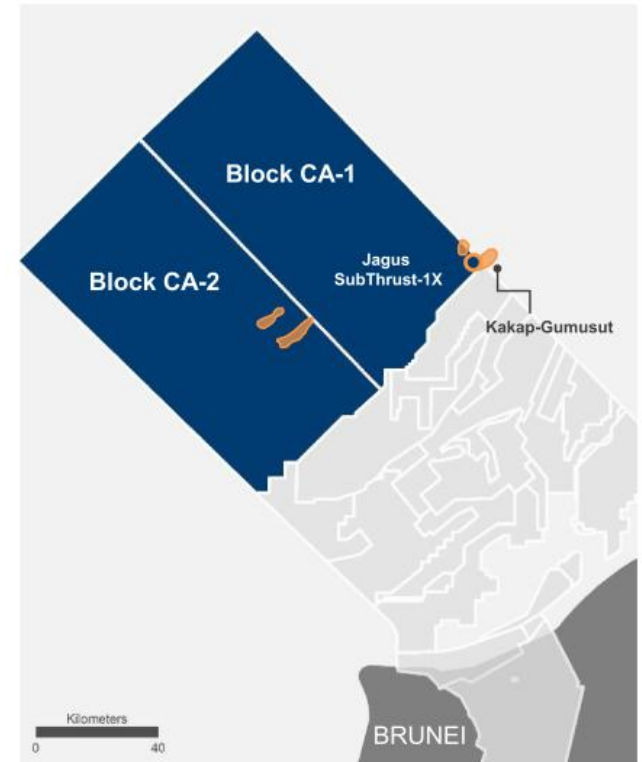 Block CA-1
Block CA-2
Jagus
SubThrust-1X
Kakap-Gumusut
Kilometers
0 40
BRUNEI